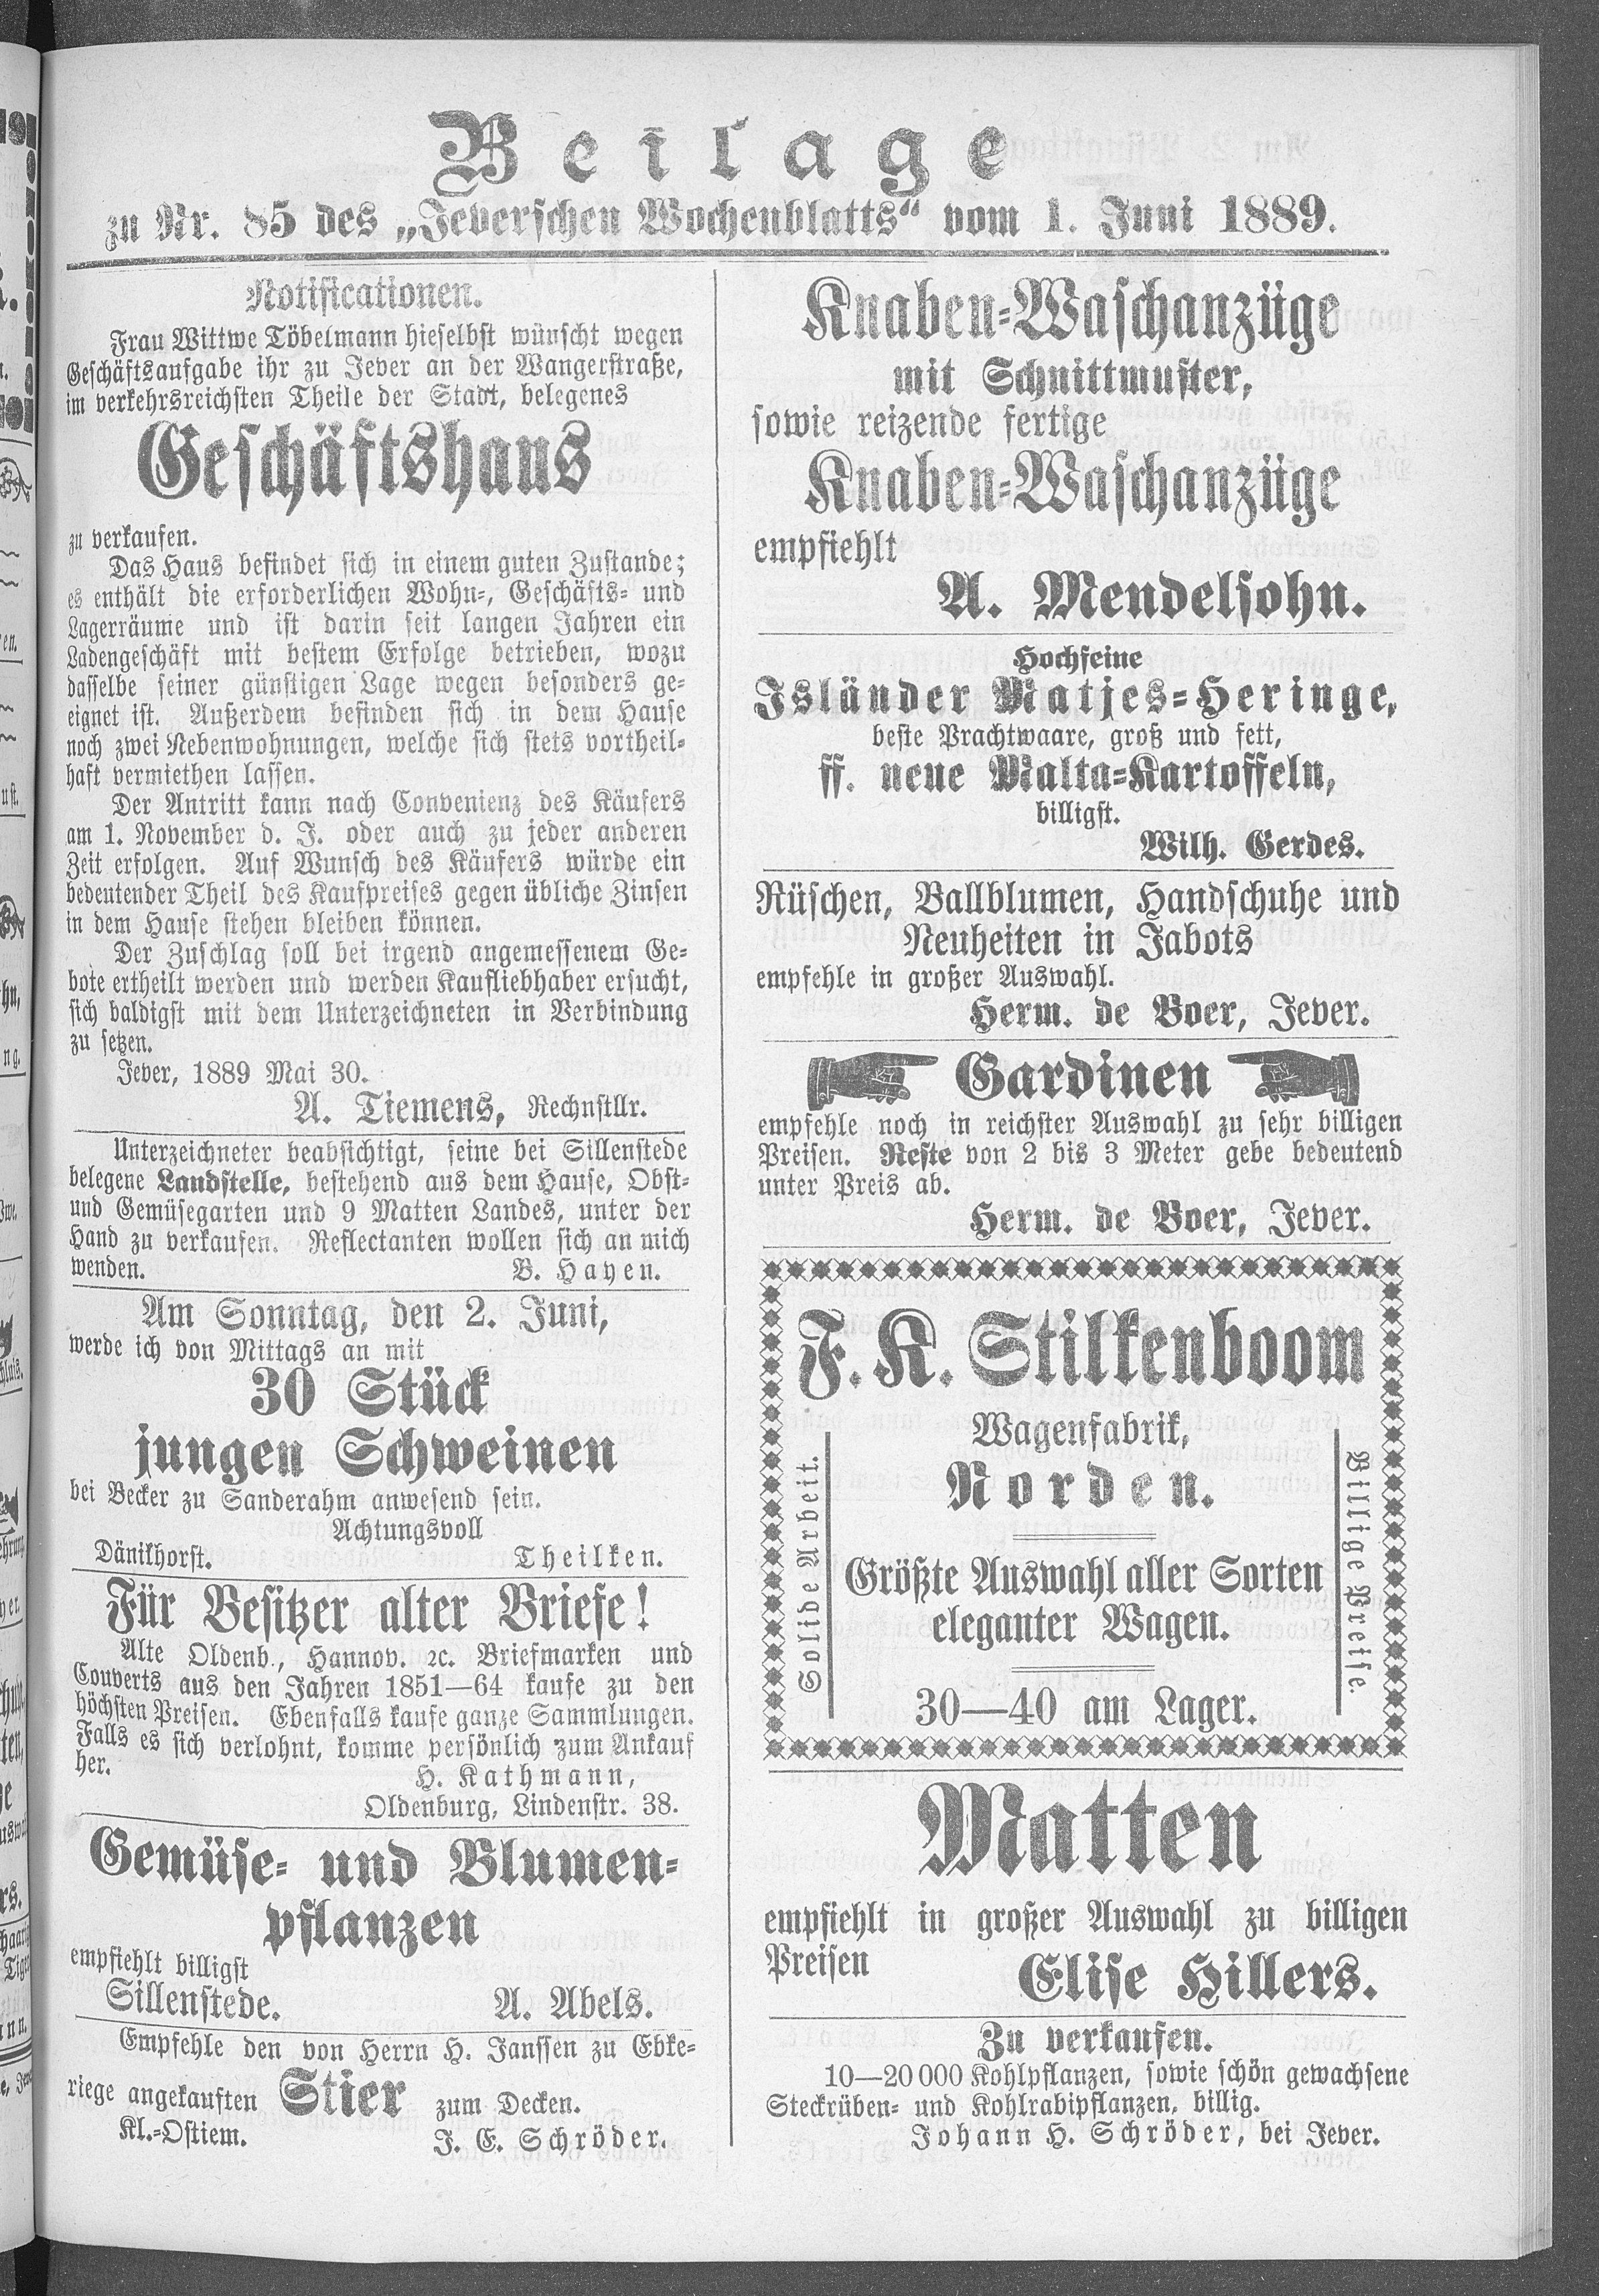 Beilage
zu Nr. 85 des „Jeverschen Wochenblatts“ vom 1. Juni 1889.
Notificationen.
Frau Wittwe Töbelmann hieselbst wünscht wegen
Geschäftsaufgabe ihr zu Jever an der Wangerstraße,
im verkehrsreichsten Theile der Stadt, belegenes
Geschäftshaus
zu verkaufen.
Das Haus befindet sich in einem guten Zustande;
es enthält die erforderlichen Wohn-, Geschäfts- und
Lagerräume und ist darin seit langen Jahren ein
Ladengeschäft mit bestem Erfolge betrieben, wozu
dasselbe seiner günstigen Lage wegen besonders ge-
eignet ist. Außerdem befinden sich in dem Hause
noch zwei Nebenwohnungen, welche sich stets vortheil-
haft vermiethen lassen.
Der Antritt kann nach Convenienz des Käufers
am 1. November d. J. oder auch zu jeder anderen
Zeit erfolgen. Auf Wunsch des Käufers würde ein
bedeutender Theil des Kaufpreises gegen übliche Zinsen
in dem Hause stehen bleiben können.
Der Zuschlag soll bei irgend angemessenem Ge-
bote ertheilt werden und werden Kaufliebhaber ersucht,
sich baldigst mit dem Unterzeichneten in Verbindung
zu setzen.
Jever, 1889 Mai 30.
A. Tiemens, Rechnstllr.
Unterzeichneter beabsichtigt, seine bei Sillenstede
belegene Landstelle, bestehend aus dem Hause, Obst-
und Gemüsegarten und 9 Matten Landes, unter der
Hand zu verkaufen. Reflectanten wollen sich an mich
wenden. B. Hayen.
Am Sonntag, den 2. Juni,
werde ich von Mittags an mit
30 Stück
jungen Schweinen
bei Becker zu Sanderahm anwesend sein.
Achtungsvoll
Dänikhorst. Theilken.
Für Besitzer alter Briefe!
Alte Oldenb., Hannov. ꝛc. Briefmarken und
Couverts aus den Jahren 1851—64 kaufe zu den
höchsten Preisen. Ebenfalls kaufe ganze Sammlungen.
Falls es sich verlohnt, komme persönlich zum Ankauf
her. H. Kathmann,
Oldenburg, Lindenstr. 38.
Gemüse- und Blumen-
pflanzen
empfiehlt billigst
Sillenstede. A. Abels.
Empfehle den von Herrn H. Janssen zu Ebke-
riege angekauften Stier zum Decken.
Kl.-Ostiem. J. E. Schröder.
Knaben-Waschanzüge
mit Schnittmuster,
sowie reizende fertige
Knaben-Waschanzüge
empfiehlt
A. Mendelsohn.
Hochfeine
Isländer Matjes-Heringe,
beste Prachtwaare, groß und fett,
ff. neue Malta-Kartoffeln,
billigst.
Wilh. Gerdes.
Rüschen, Ballblumen, Handschuhe und
Neuheiten in Jabots
empfehle in großer Auswahl.
Herm. de Boer, Jever.
Gardinen
empfehle noch in reichster Auswahl zu sehr billigen
Preisen. Reste von 2 bis 3 Meter gebe bedeutend
unter Preis ab.
Herm. de Boer, Jever.
F. K. Stilkenboom
Wagenfabrik,
Norden.
Solide Arbeit.
Größte Auswahl aller Sorten
eleganter Wagen.
30—40 am Lager.
Billige Preise.
Matten
empfiehlt in großer Auswahl zu billigen
Preisen Elise Hillers.
Zu verkaufen.
10—20 000 Kohlpflanzen, sowie schön gewachsene
Steckrüben- und Kohlrabipflanzen, billig.
Johann H. Schröder, bei Jever.